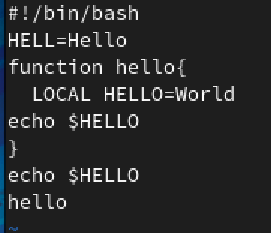 #!/bin/bash
HELL=Hello
function hello{
  LOCAL HELLO=World
echo $HELLO
}
echo $HELLO
hello
~